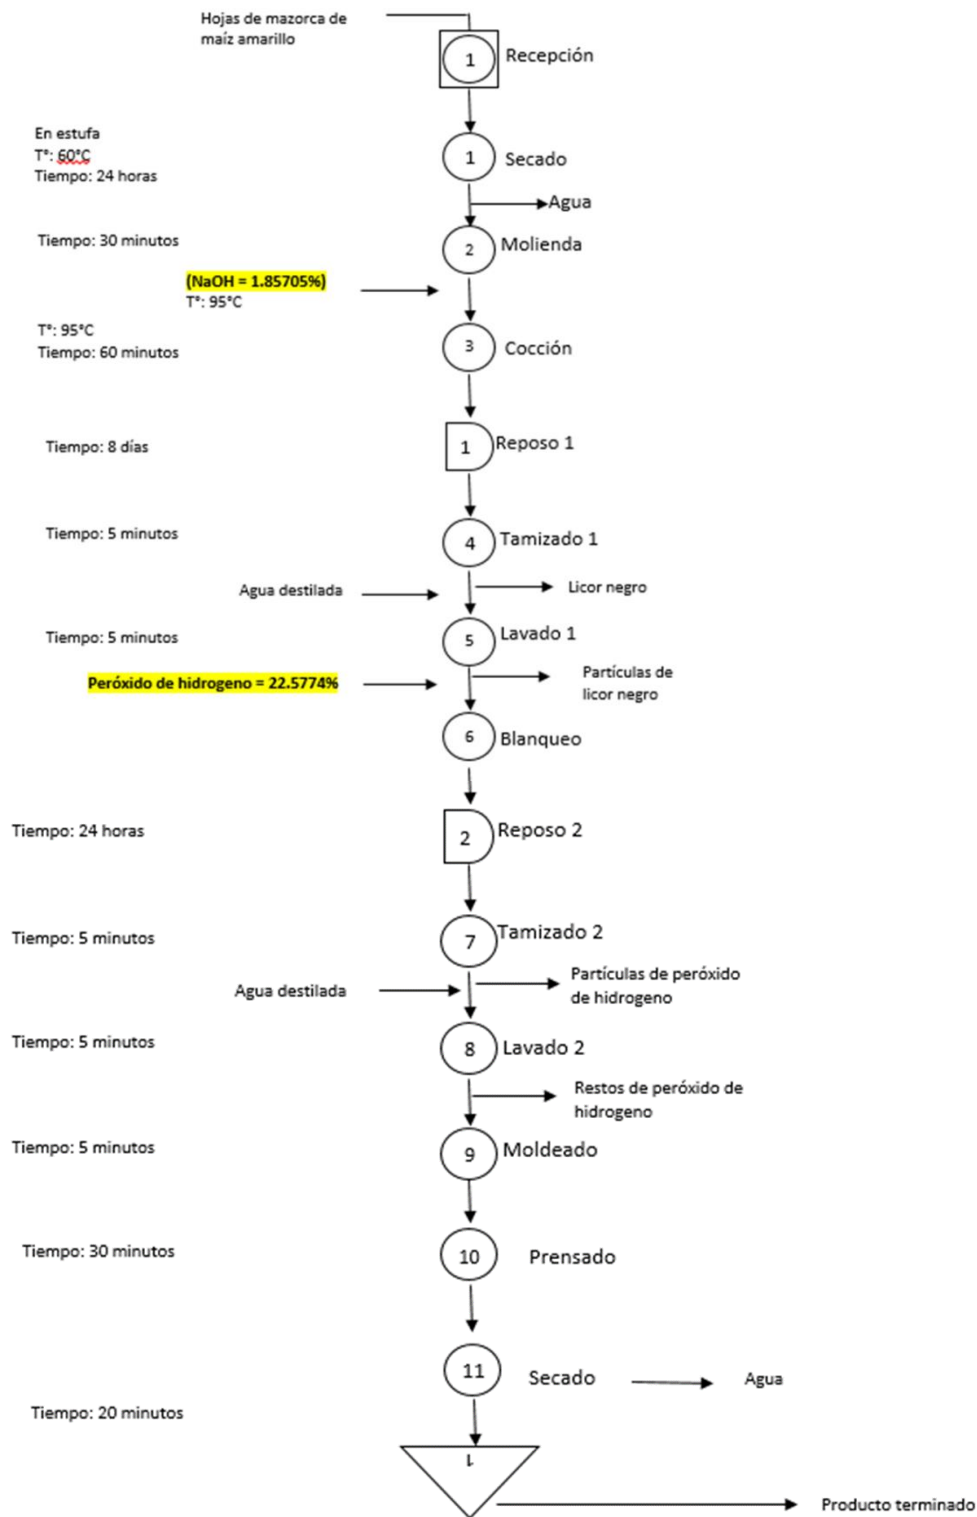 Hojas de mazorca de
maíz amarillo
1
Recepción
En estufa
T°: 60°C
Tiempo: 24 horas
1
Secado
Agua
Tiempo: 30 minutos
2
Molienda
(NaOH = 1.85705%)
T°: 95°C
T°: 95°C
Tiempo: 60 minutos
3
Cocción
Tiempo: 8 días
1
Reposo 1
Tiempo: 5 minutos
4
Tamizado 1
Agua destilada
Licor negro
Tiempo: 5 minutos
5
Lavado 1
Peróxido de hidrogeno = 22.5774%
Partículas de
licor negro
6
Blanqueo
Tiempo: 24 horas
2
Reposo 2
Tiempo: 5 minutos
7
Tamizado 2
Agua destilada
Partículas de peróxido
de hidrogeno
Tiempo: 5 minutos
8
Lavado 2
Restos de peróxido de
hidrogeno
Tiempo: 5 minutos
9
Moldeado
Tiempo: 30 minutos
10
Prensado
11
Secado
Agua
Tiempo: 20 minutos
1
Producto terminado